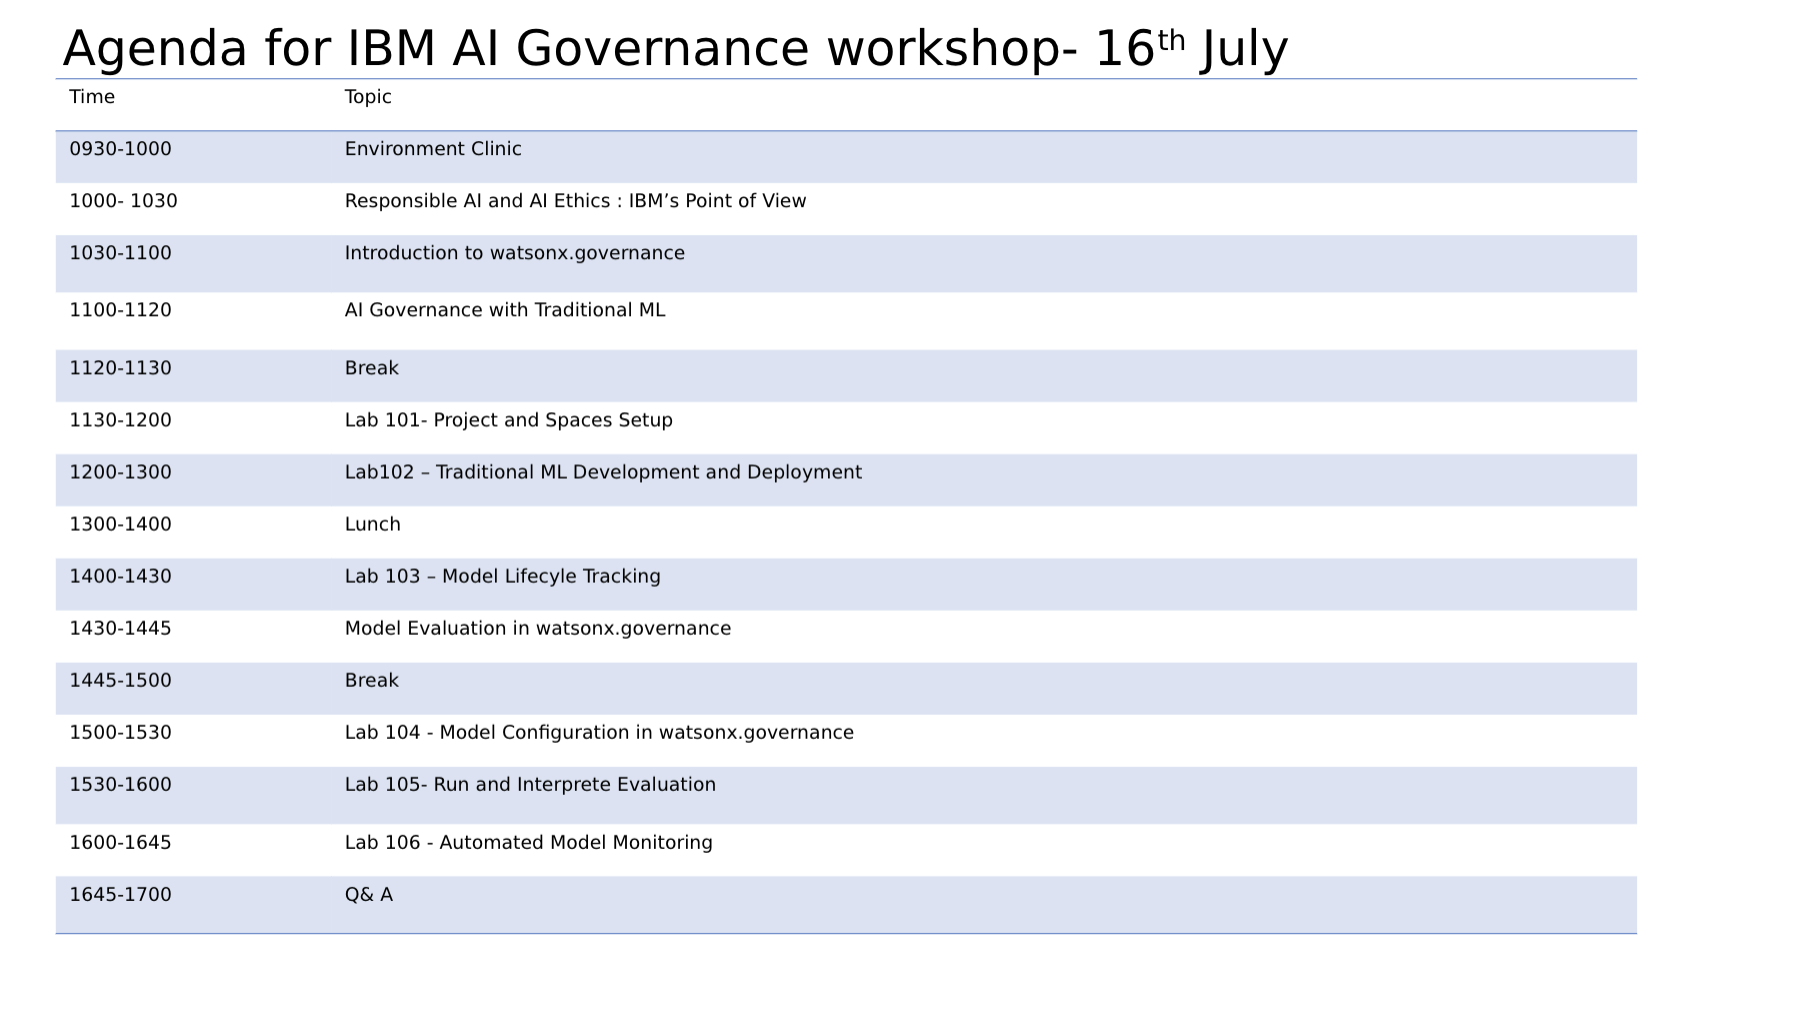 Agenda for IBM AI Governance workshop- 16th July
Time Topic
0930-1000 Environment Clinic
1000- 1030 Responsible AI and AI Ethics : IBM’s Point of View
1030-1100 Introduction to watsonx.governance
1100-1120 AI Governance with Traditional ML
1120-1130 Break
1130-1200 Lab 101- Project and Spaces Setup
1200-1300 Lab102 – Traditional ML Development and Deployment
1300-1400 Lunch
1400-1430 Lab 103 – Model Lifecyle Tracking
1430-1445 Model Evaluation in watsonx.governance
1445-1500 Break
1500-1530 Lab 104 - Model Configuration in watsonx.governance
1530-1600 Lab 105- Run and Interprete Evaluation
1600-1645 Lab 106 - Automated Model Monitoring
1645-1700 Q& A